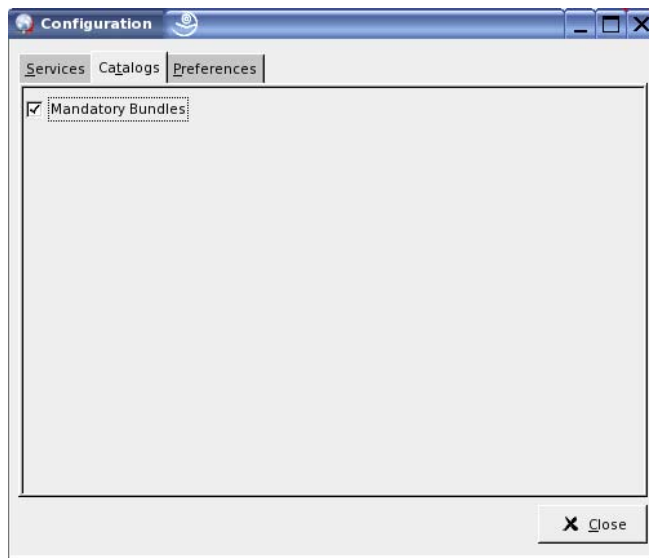 Configuration
Services Catalogs Preferences
Mandatory Bundles
Close